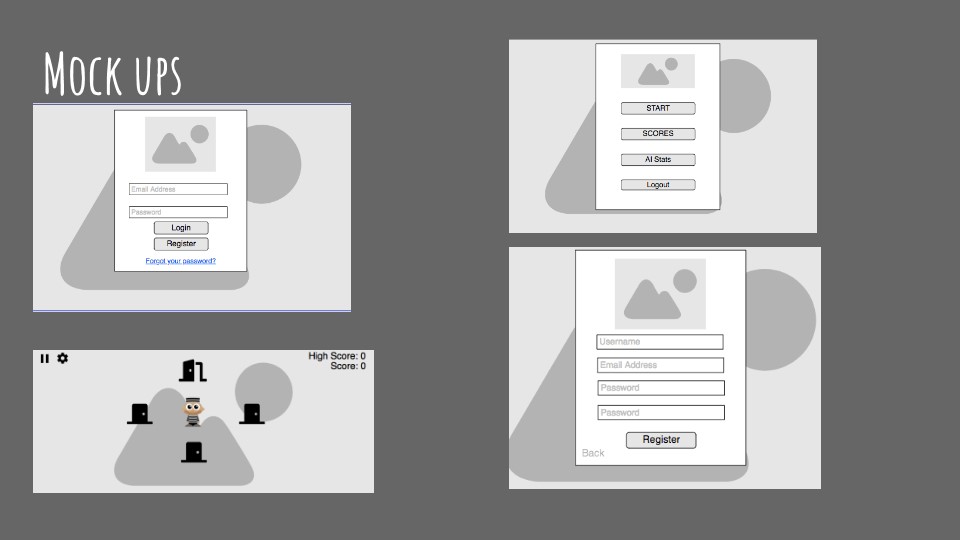 Mock ups
Email Address
Password
Login
Register
Forgot your password?
START
SCORES
AI Stats
Logout
High Score: 0
Score: 0
Username
Email Address
Password
Password
Register
Back